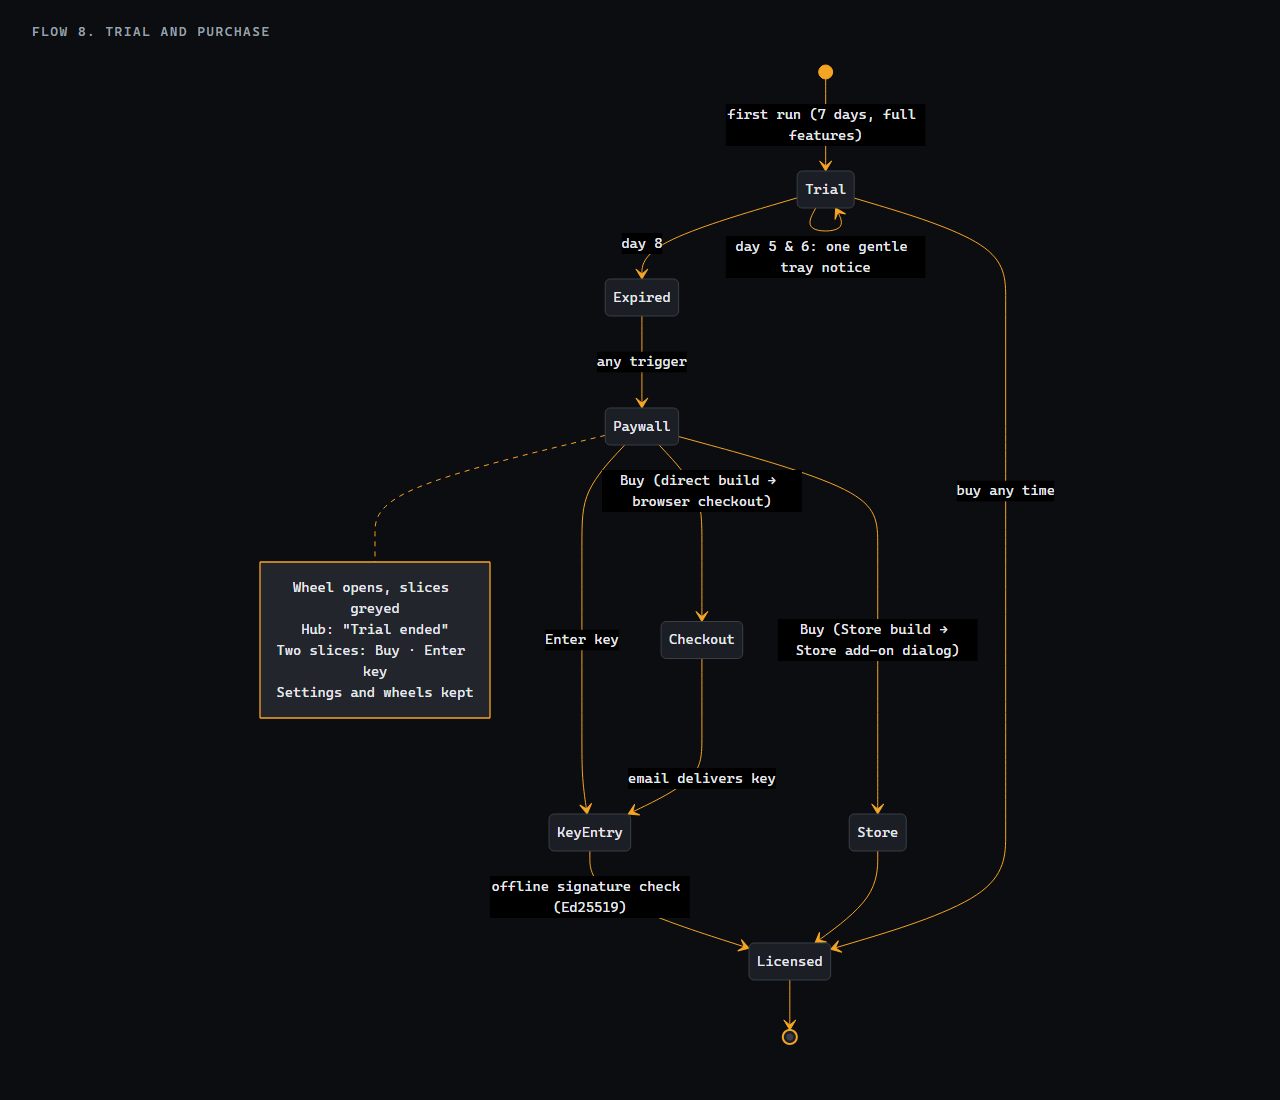 FLOW 8. TRIAL AND PURCHASE
first run (7 days, full
features)
Trial
day 8
day 5 & 6: one gentle
tray notice
Expired
any trigger
Paywall
Buy (direct build →
browser checkout)
buy any time
Wheel opens, slices
greyed
Hub: "Trial ended"
Two slices: Buy · Enter
key
Settings and wheels kept
Enter key
Checkout
Buy (Store build →
Store add-on dialog)
email delivers key
KeyEntry
Store
offline signature check
(Ed25519)
Licensed